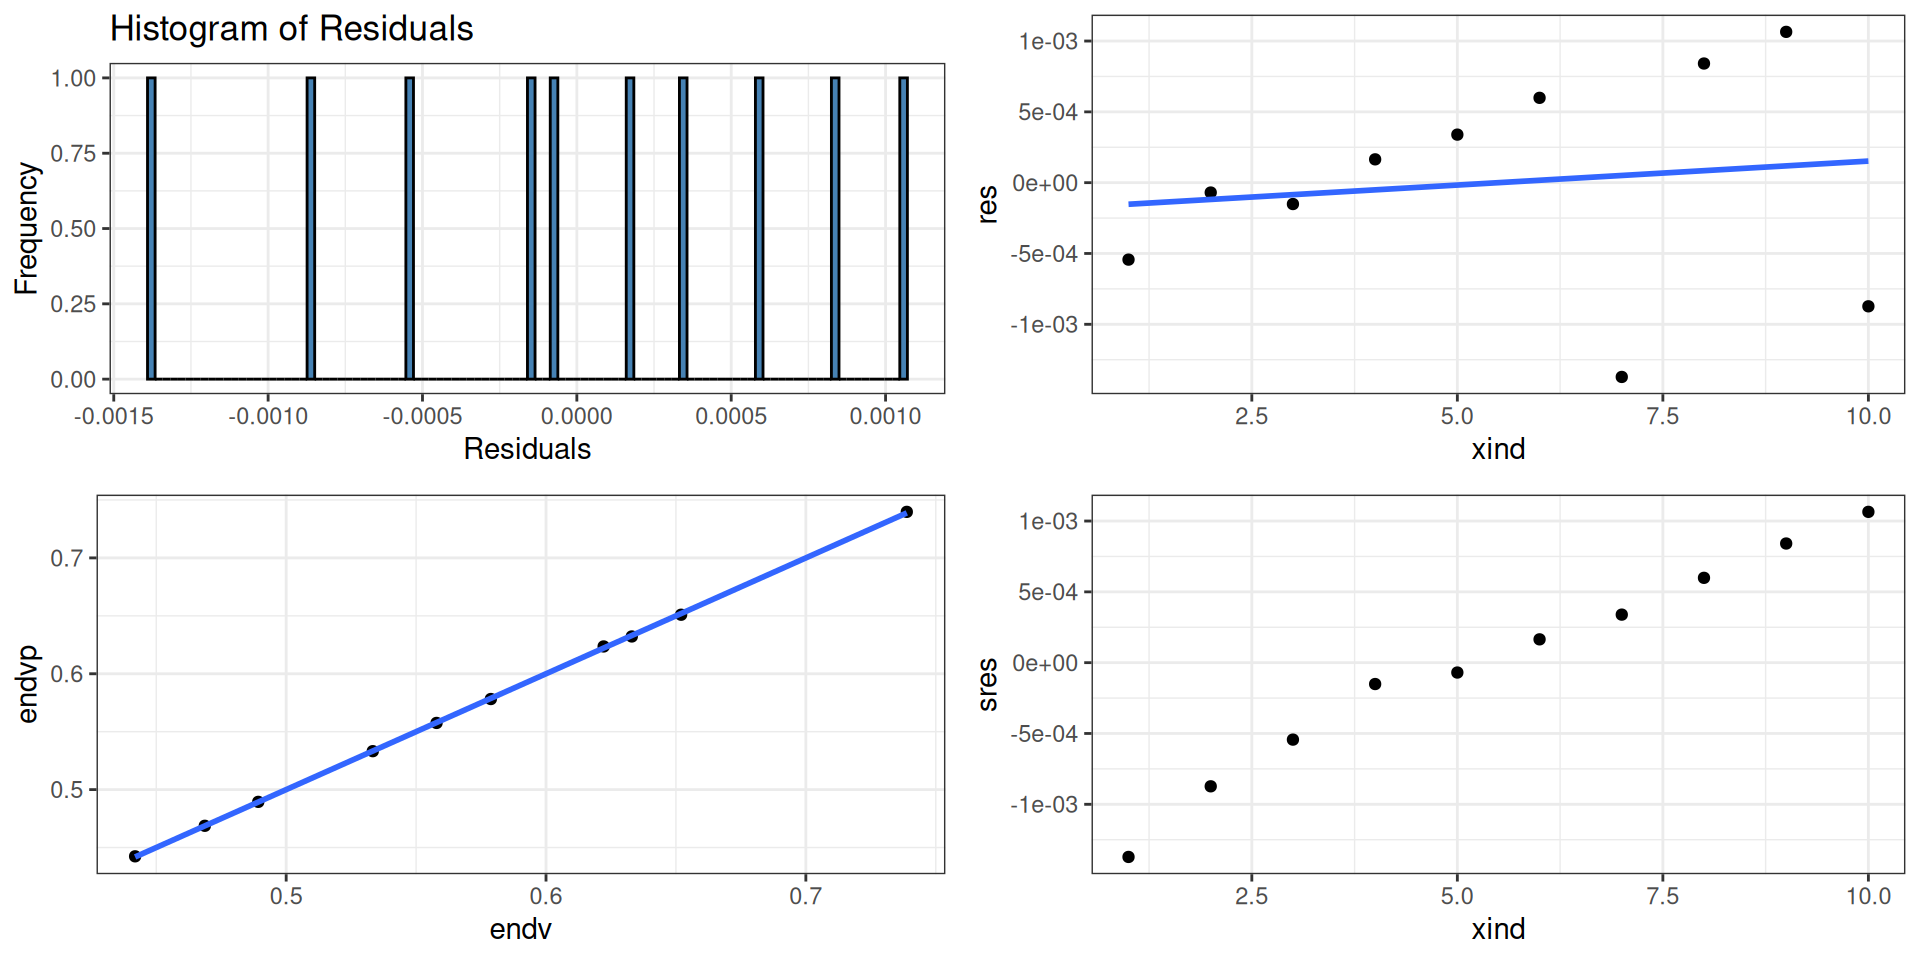 Histogram of Residuals
1.00
0.75
0.50
0.25
0.00
Frequency
-0.0015 -0.0010 -0.0005 0.0000 0.0005 0.0010
Residuals
1e-03
5e-04
0e+00
-5e-04
-1e-03
res
2.5 5.0 7.5 10.0
xind
0.7
0.6
0.5
endvp
0.5 0.6 0.7
endv
1e-03
5e-04
0e+00
-5e-04
-1e-03
sres
2.5 5.0 7.5 10.0
xind